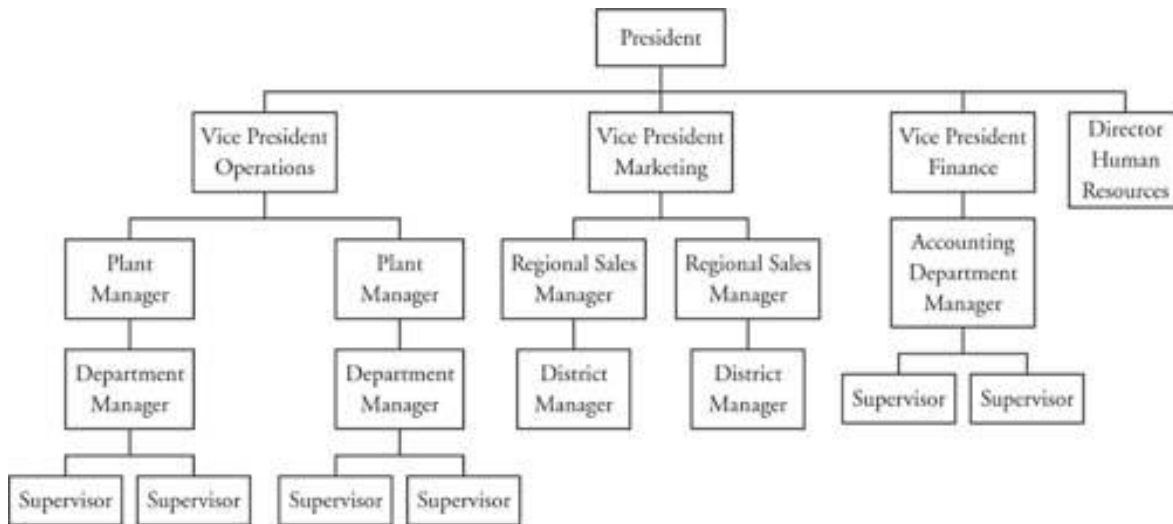 President
Vice President
Operations
Vice President
Marketing
Vice President
Finance
Director
Human
Resources
Plant
Manager
Plant
Manager
Regional Sales
Manager
Regional Sales
Manager
Accounting
Department
Manager
Department
Manager
Department
Manager
District
Manager
District
Manager
Supervisor
Supervisor
Supervisor
Supervisor
Supervisor
Supervisor